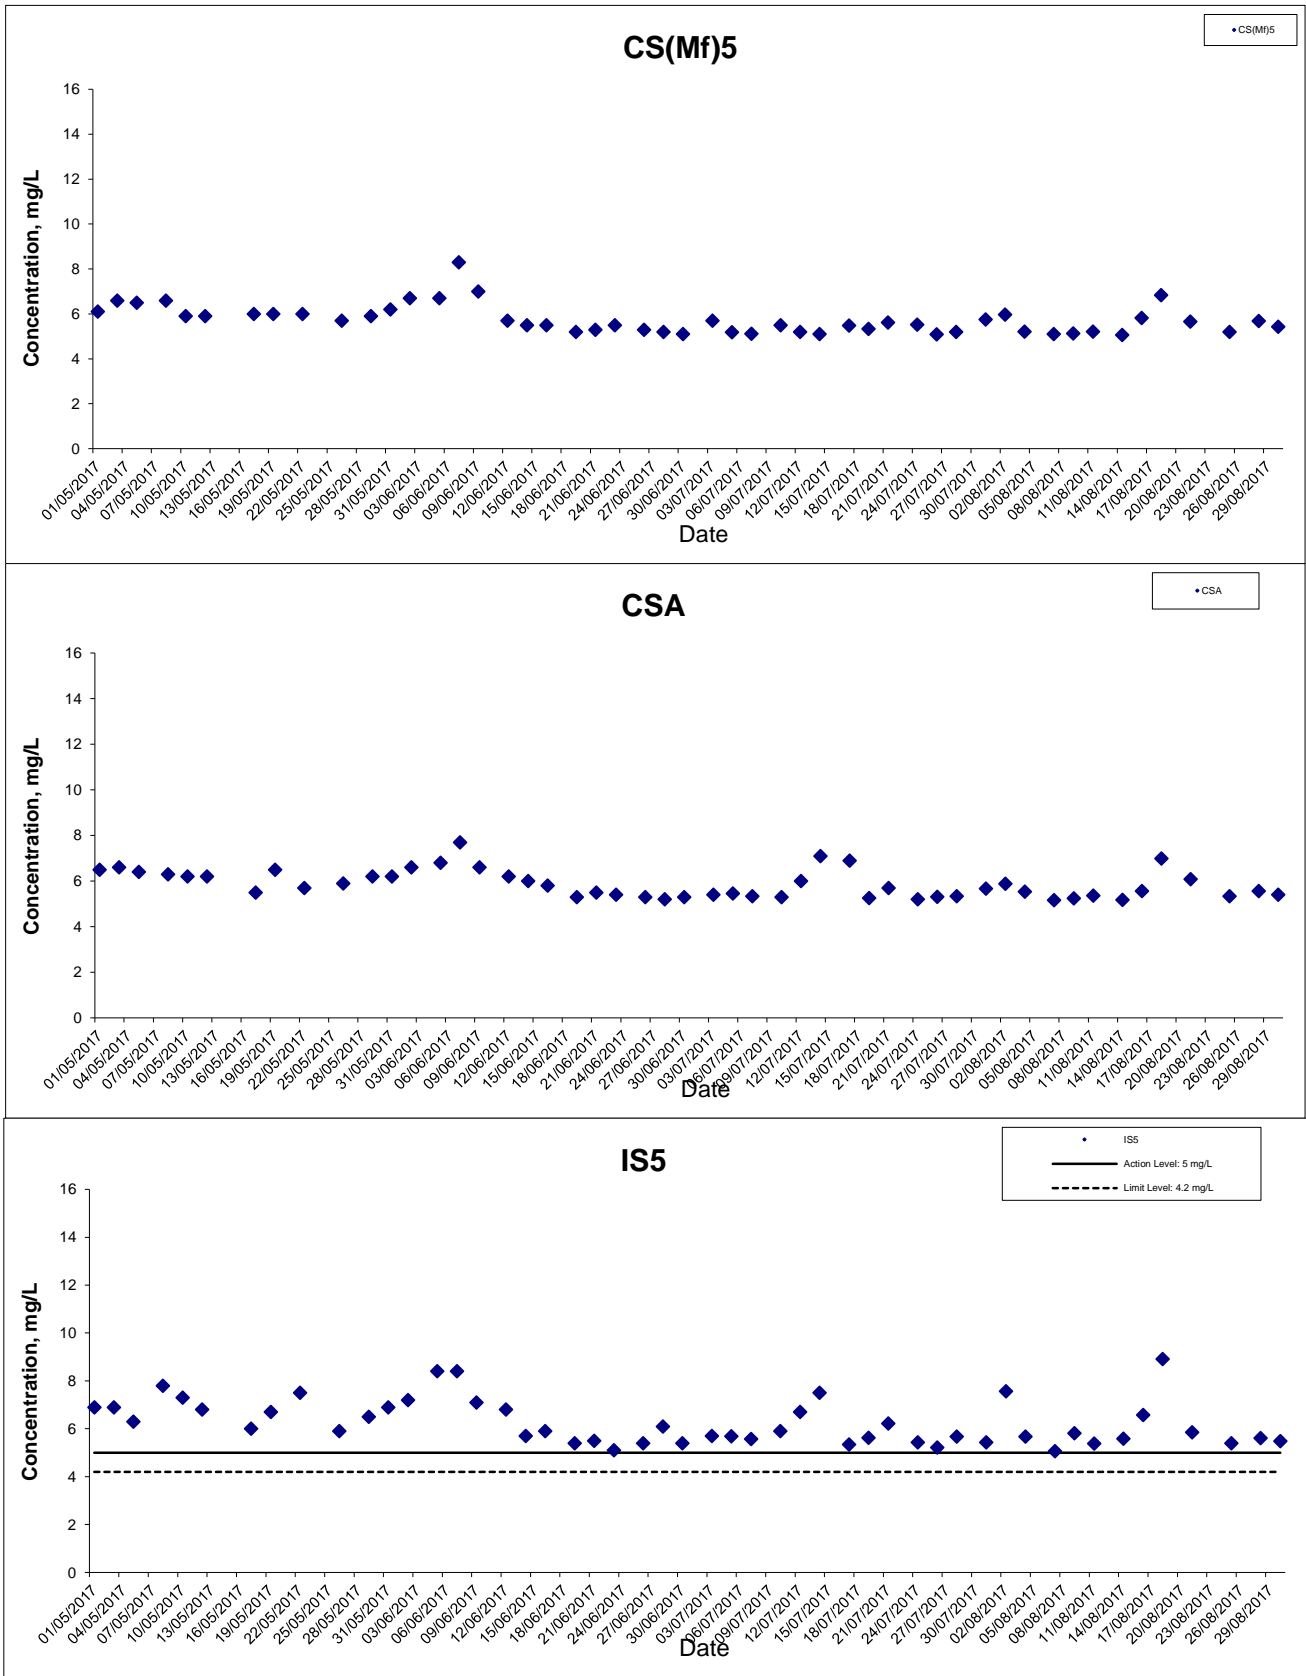 CS(Mf)5
CS(Mf)5
Concentration, mg/L
16
14
12
10
8
6
4
2
0
01/05/2017 04/05/2017 07/05/2017 10/05/2017 13/05/2017 16/05/2017 19/05/2017 22/05/2017 25/05/2017 28/05/2017 31/05/2017 03/06/2017 06/06/2017 09/06/2017 12/06/2017 15/06/2017 18/06/2017 21/06/2017 24/06/2017 27/06/2017 30/06/2017 03/07/2017 06/07/2017 09/07/2017 12/07/2017 15/07/2017 18/07/2017 21/07/2017 24/07/2017 27/07/2017 30/07/2017 02/08/2017 05/08/2017 08/08/2017 11/08/2017 14/08/2017 17/08/2017 20/08/2017 23/08/2017 26/08/2017 29/08/2017
Date
CSA
CSA
Concentration, mg/L
16
14
12
10
8
6
4
2
0
01/05/2017 04/05/2017 07/05/2017 10/05/2017 13/05/2017 16/05/2017 19/05/2017 22/05/2017 25/05/2017 28/05/2017 31/05/2017 03/06/2017 06/06/2017 09/06/2017 12/06/2017 15/06/2017 18/06/2017 21/06/2017 24/06/2017 27/06/2017 30/06/2017 03/07/2017 06/07/2017 09/07/2017 12/07/2017 15/07/2017 18/07/2017 21/07/2017 24/07/2017 27/07/2017 30/07/2017 02/08/2017 05/08/2017 08/08/2017 11/08/2017 14/08/2017 17/08/2017 20/08/2017 23/08/2017 26/08/2017 29/08/2017
Date
IS5
IS5
Action Level: 5 mg/L
Limit Level: 4.2 mg/L
Concentration, mg/L
16
14
12
10
8
6
4
2
0
01/05/2017 04/05/2017 07/05/2017 10/05/2017 13/05/2017 16/05/2017 19/05/2017 22/05/2017 25/05/2017 28/05/2017 31/05/2017 03/06/2017 06/06/2017 09/06/2017 12/06/2017 15/06/2017 18/06/2017 21/06/2017 24/06/2017 27/06/2017 30/06/2017 03/07/2017 06/07/2017 09/07/2017 12/07/2017 15/07/2017 18/07/2017 21/07/2017 24/07/2017 27/07/2017 30/07/2017 02/08/2017 05/08/2017 08/08/2017 11/08/2017 14/08/2017 17/08/2017 20/08/2017 23/08/2017 26/08/2017 29/08/2017
Date